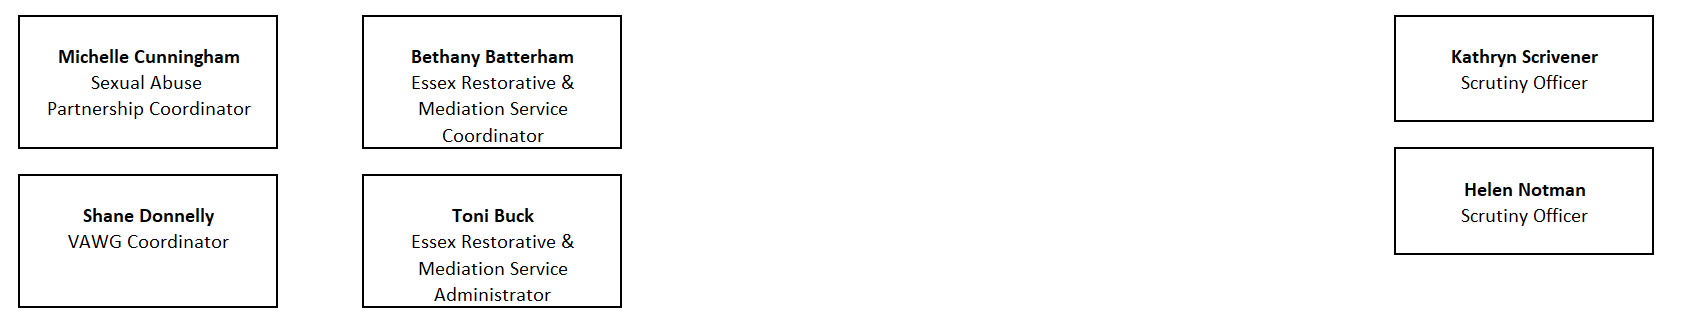 Michelle Cunningham
Sexual Abuse
Partnership Coordinator
Bethany Batterham
Essex Restorative &
Mediation Service
Coordinator
Kathryn Scrivener
Scrutiny Officer
Shane Donnelly
VAWG Coordinator
Toni Buck
Essex Restorative &
Mediation Service
Administrator
Helen Notman
Scrutiny Officer